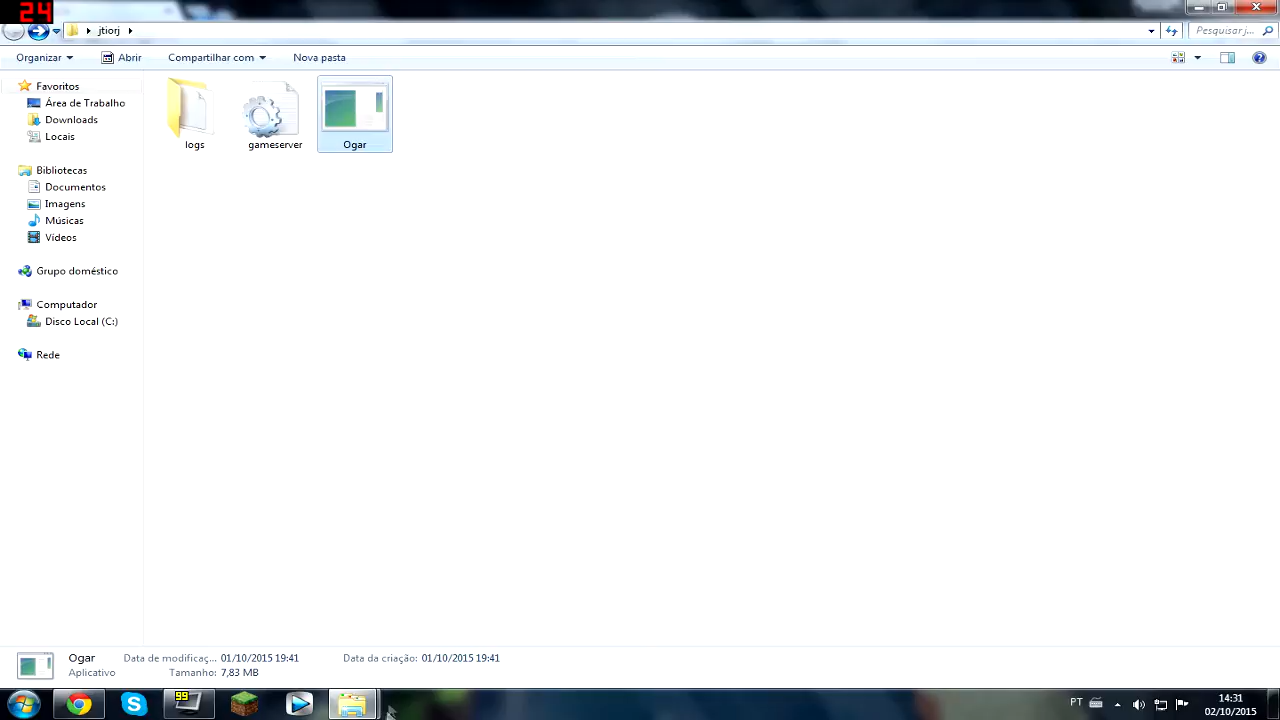 24
jtiorj
Pesquisar j...
Organizar
Abrir
Compartilhar com
Nova pasta
Favoritos
Área de Trabalho
Downloads
Locais
Bibliotecas
Documentos
Imagens
Músicas
Vídeos
Grupo doméstico
Computador
Disco Local (C:)
Rede
logs
gameserver
Ogar
Ogar
Data de modificaç... 01/10/2015 19:41
Data da criação: 01/10/2015 19:41
Aplicativo
Tamanho: 7,83 MB
99
PT
14:31
02/10/2015